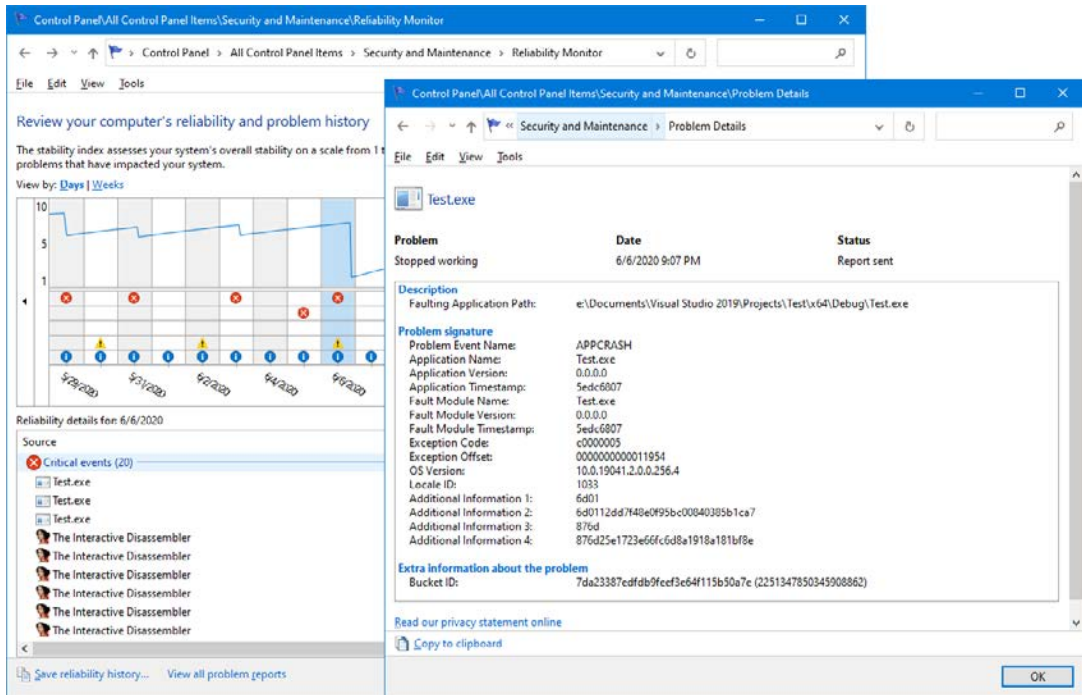 Control Panel\All Control Panel Items\Security and Maintenance\Reliability Monitor
Control Panel > All Control Panel Items > Security and Maintenance > Reliability Monitor
File Edit View Tools
Review your computer's reliability and problem history
The stability index assesses your system's overall stability on a scale from 1 t
problems that have impacted your system.
View by: Days | Weeks
10
5
1
5/29/2020 5/31/2020 6/2/2020 6/4/2020 6/6/2020
Reliability details for: 6/6/2020
Source
Critical events (20)
Test.exe
Test.exe
Test.exe
The Interactive Disassembler
The Interactive Disassembler
The Interactive Disassembler
The Interactive Disassembler
The Interactive Disassembler
The Interactive Disassembler
Save reliability history... View all problem reports
Control Panel\All Control Panel Items\Security and Maintenance\Problem Details
« Security and Maintenance > Problem Details
File Edit View Tools
Test.exe
Problem Date Status
Stopped working 6/6/2020 9:07 PM Report sent
Description
Faulting Application Path: e:\Documents\Visual Studio 2019\Projects\Test\x64\Debug\Test.exe
Problem signature
Problem Event Name: APPCRASH
Application Name: Test.exe
Application Version: 0.0.0.0
Application Timestamp: 5edc6807
Fault Module Name: Test.exe
Fault Module Version: 0.0.0.0
Fault Module Timestamp: 5edc6807
Exception Code: c0000005
Exception Offset: 0000000000011954
OS Version: 10.0.19041.2.0.0.256.4
Locale ID: 1033
Additional Information 1: 6d01
Additional Information 2: 6d0112dd7f48e0f95bc00840385b1ca7
Additional Information 3: 876d
Additional Information 4: 876d25e1723e66fc6d8a1918a181bf8e
Extra information about the problem
Bucket ID: 7da23387edfdb9feef3e64f115b50a7e (2251347850345908862)
Read our privacy statement online
Copy to clipboard
OK